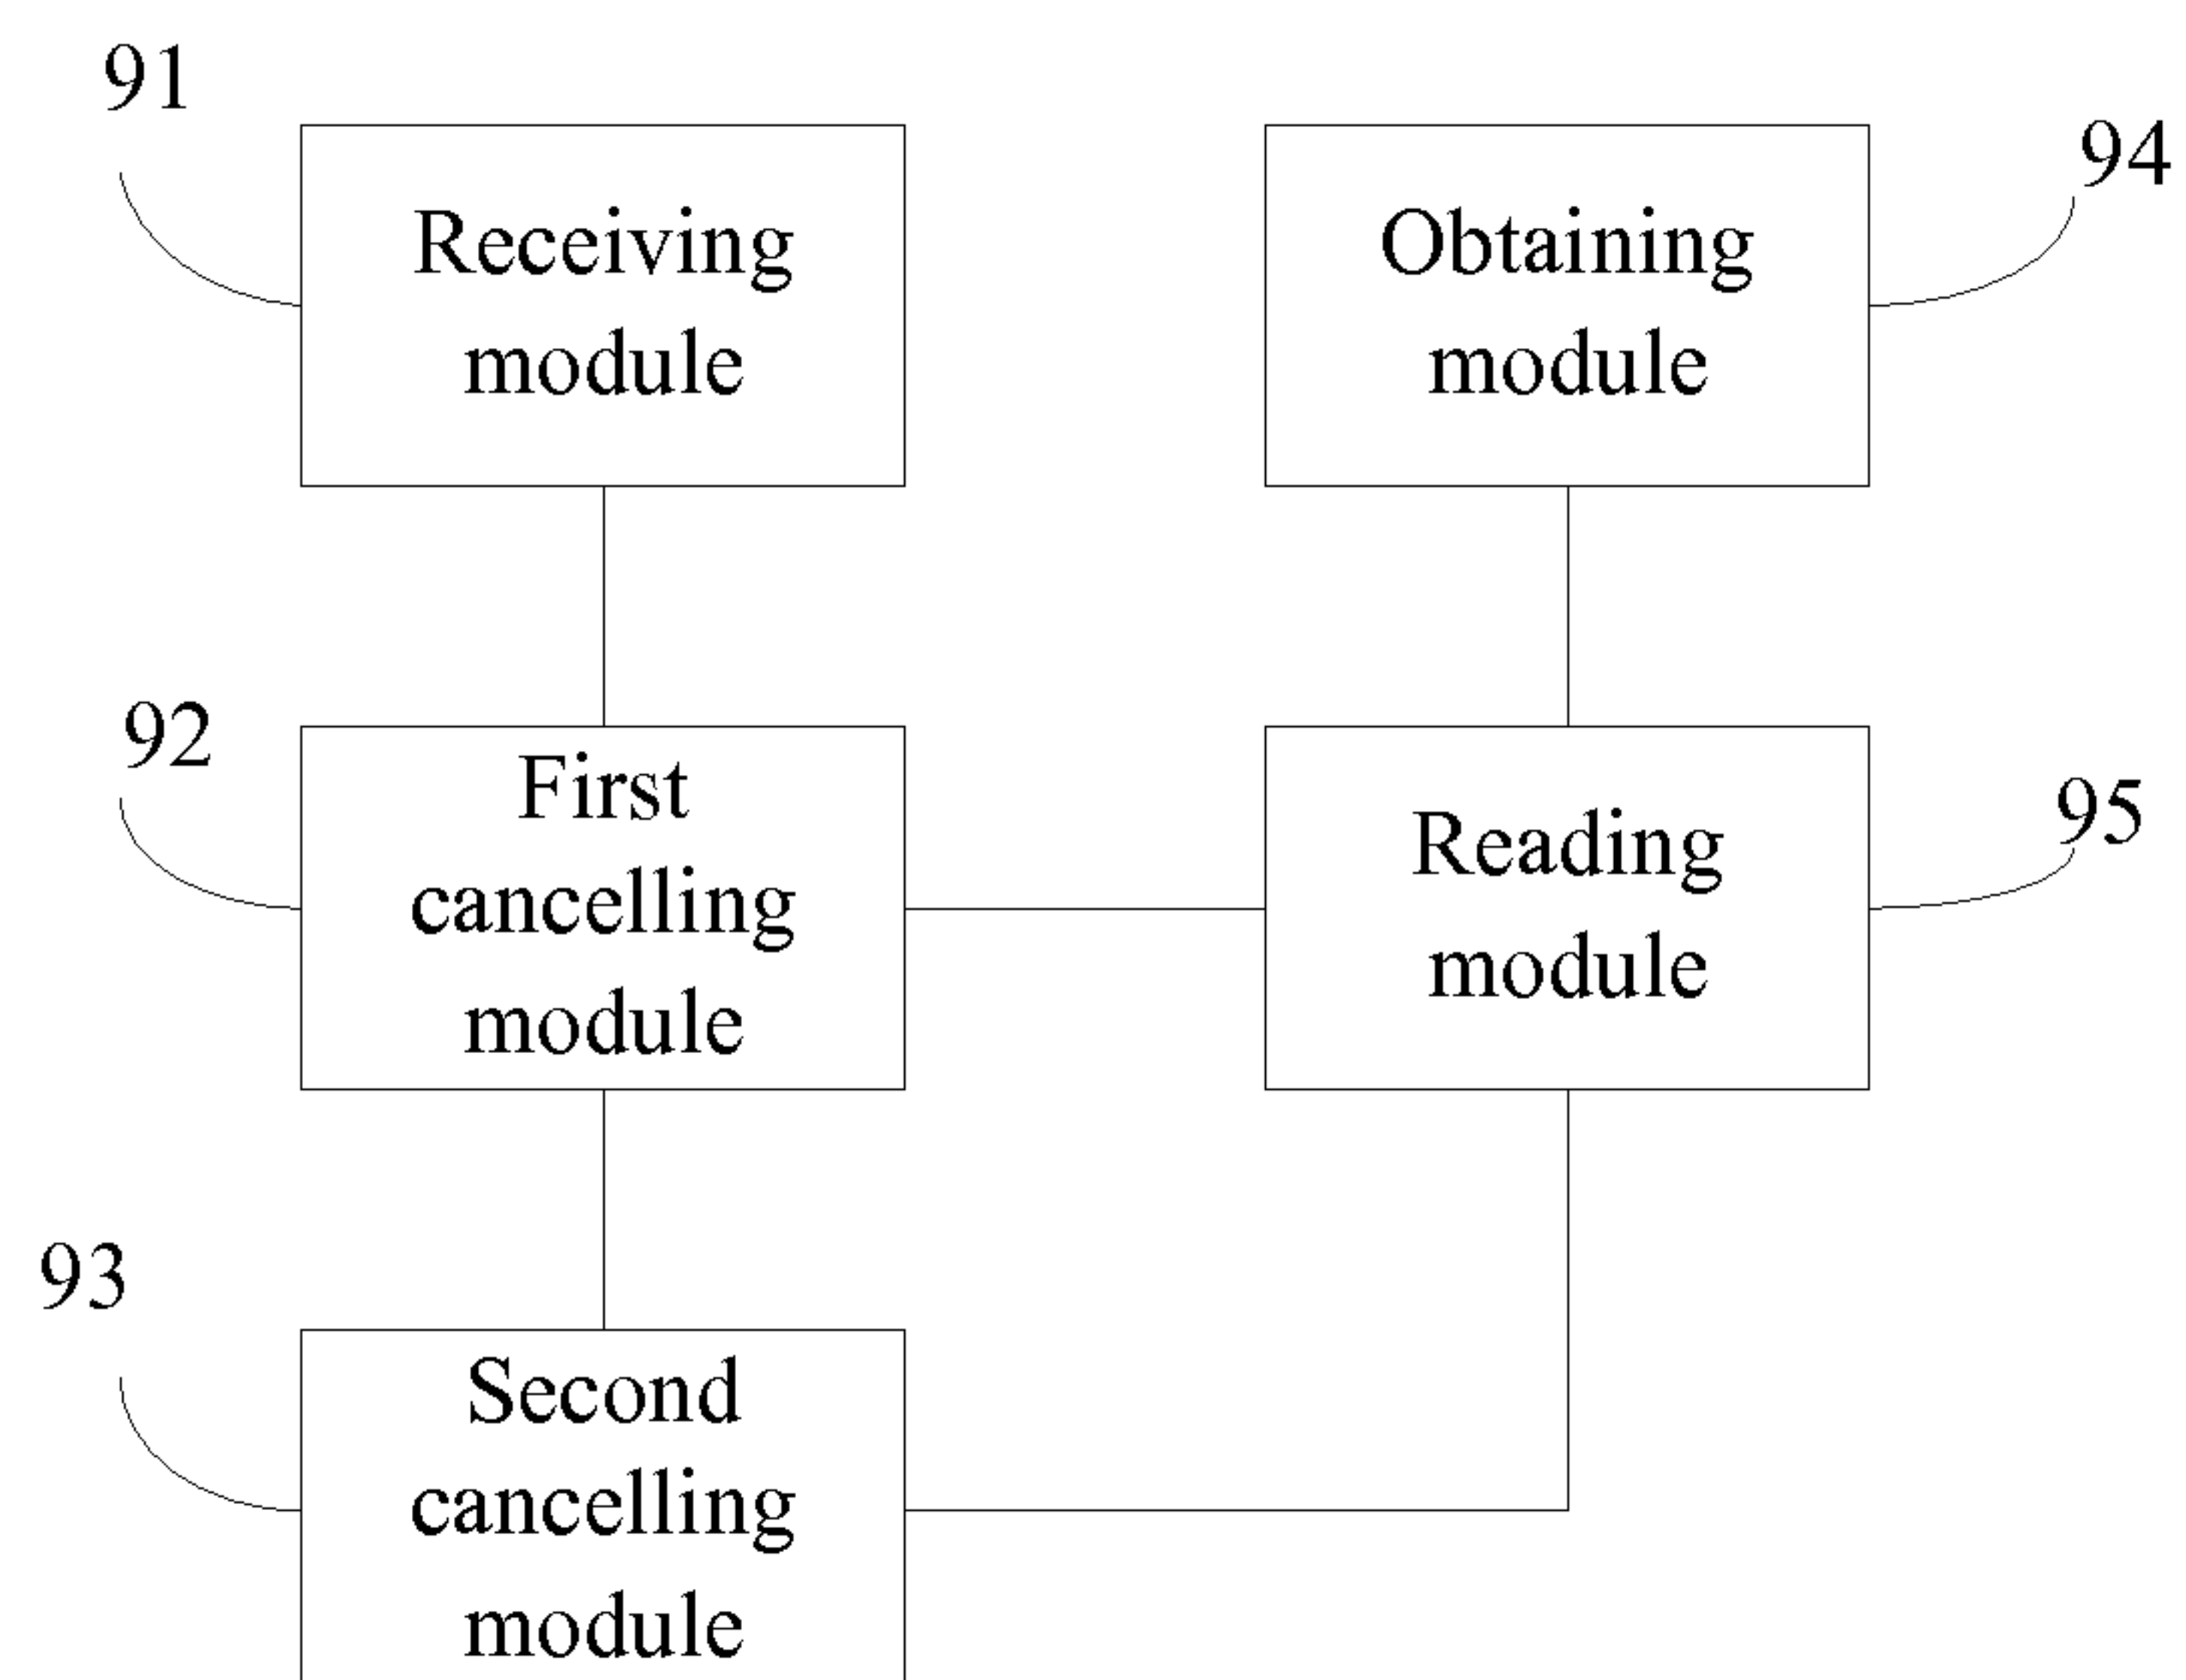 91
Receiving
module
Obtaining
module
94
92
First
cancelling
module
Reading
module
95
93
Second
cancelling
module